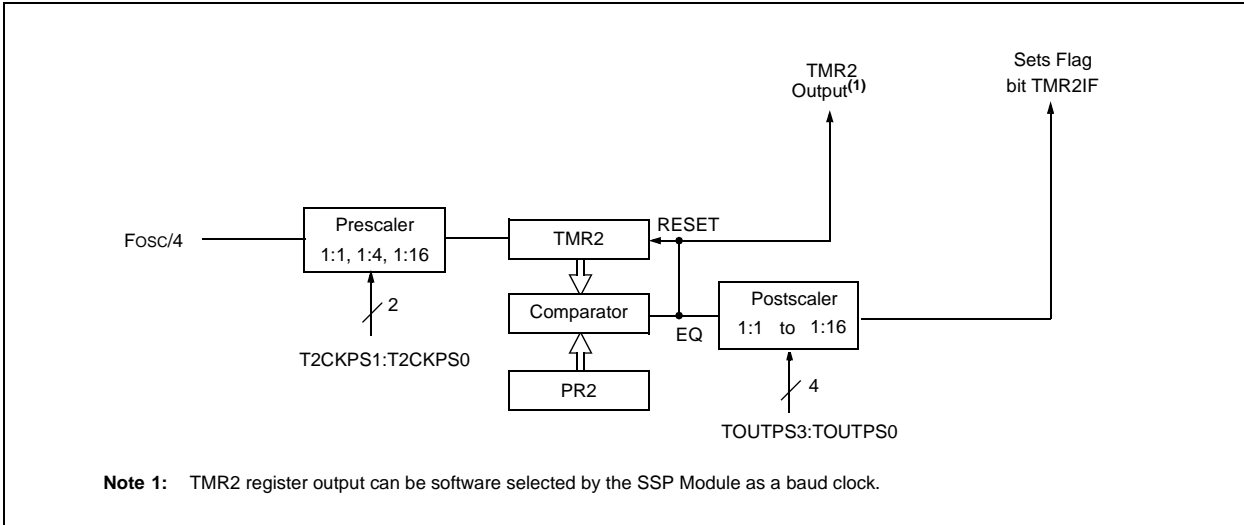 TMR2
Output(1)
Sets Flag
bit TMR2IF
FOSC/4
Prescaler
1:1, 1:4, 1:16
2
T2CKPS1:T2CKPS0
TMR2
RESET
Comparator
EQ
PR2
Postscaler
1:1 to 1:16
4
TOUTPS3:TOUTPS0
Note 1: TMR2 register output can be software selected by the SSP Module as a baud clock.